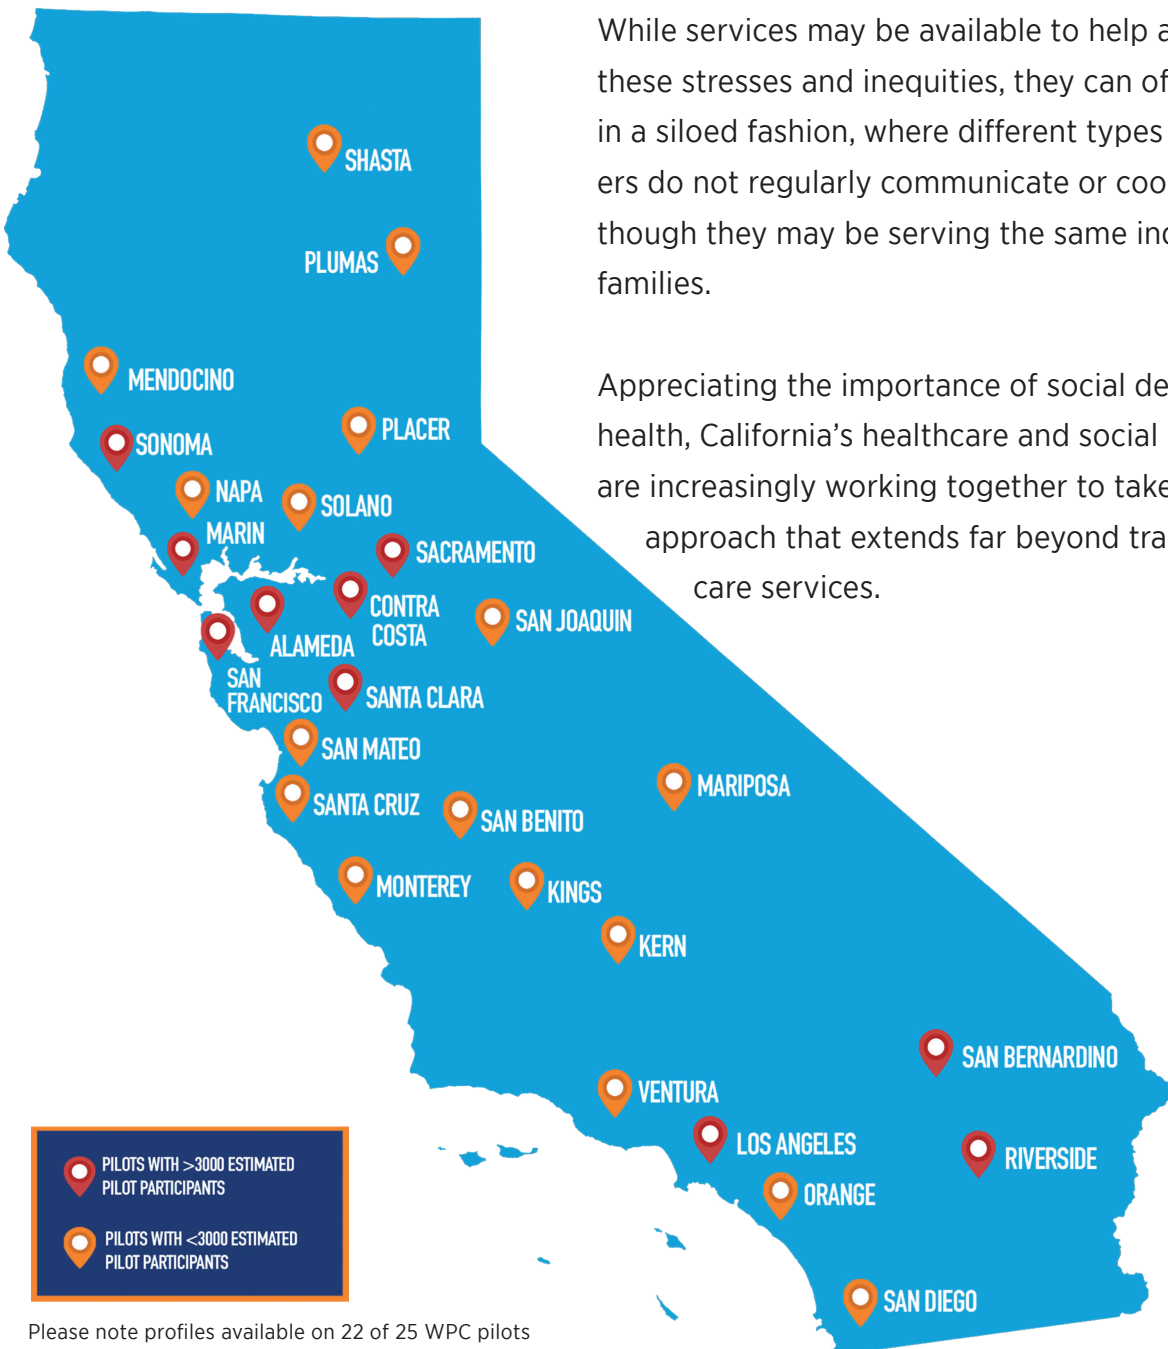 While services may be available to help a
these stresses and inequities, they can of
in a siloed fashion, where different types
ers do not regularly communicate or coo
though they may be serving the same ind
families.
Appreciating the importance of social de
health, California's healthcare and social
are increasingly working together to take
approach that extends far beyond tra
care services.
SHASTA
PLUMAS
MENDOCINO
SONOMA
PLACER
NAPA
SOLANO
MARIN
SACRAMENTO
CONTRA
COSTA
SAN JOAQUIN
ALAMEDA
SAN
FRANCISCO
SANTA CLARA
SAN MATEO
MARIPOSA
SANTA CRUZ
SAN BENITO
MONTEREY
KINGS
KERN
SAN BERNARDINO
VENTURA
LOS ANGELES
RIVERSIDE
ORANGE
SAN DIEGO
PILOTS WITH >3000 ESTIMATED
PILOT PARTICIPANTS
PILOTS WITH <3000 ESTIMATED
PILOT PARTICIPANTS
Please note profiles available on 22 of 25 WPC pilots